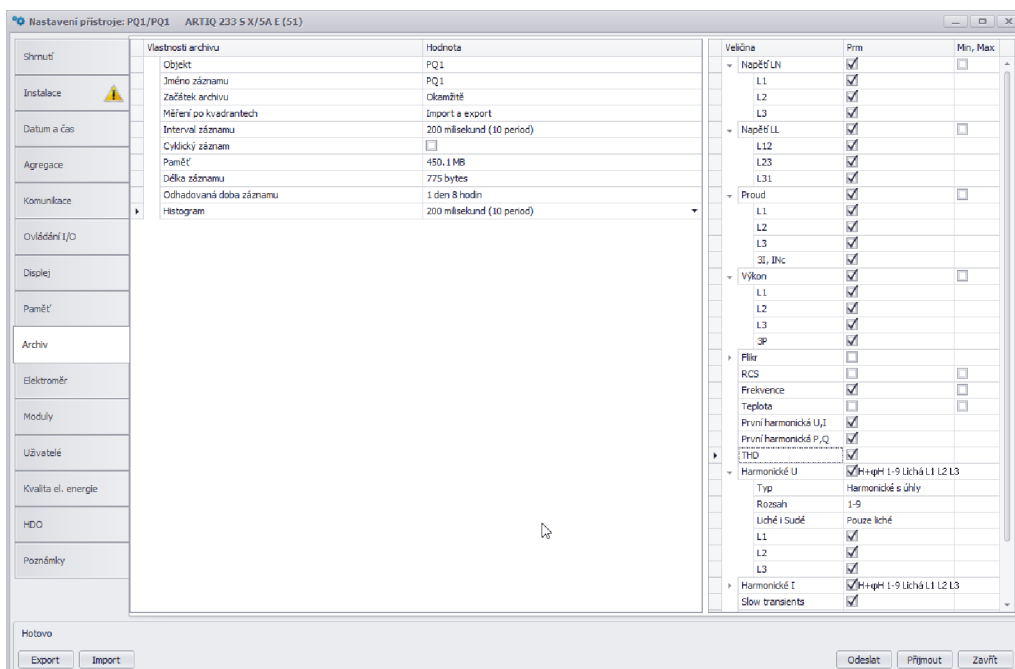 Nastavení přístroje: PQ1/PQ1 ARTIQ 233 S X/5A E (51)
Shrnutí
Instalace
Datum a čas
Agregace
Komunikace
Ovládání I/O
Displej
Paměť
Archiv
Elektroměr
Moduly
Uživatelé
Kvalita el. energie
HDO
Poznámky
Vlastnosti archivu Hodnota
Objekt PQ1
Jméno záznamu PQ1
Začátek archivu Okamžitě
Měření po kvadrantech Import a export
Interval záznamu 200 milisekund (10 period)
Cyklický záznam
Paměť 450.1 MB
Délka záznamu 775 bytes
Odhadovaná doba záznamu 1 den 8 hodin
Histogram 200 milisekund (10 period)
Veličina Prm Min, Max
Napětí LN
L1
L2
L3
Napětí LL
L12
L23
L31
Proud
L1
L2
L3
3I, INc
Výkon
L1
L2
L3
3P
Flikr
RCS
Frekvence
Teplota
První harmonická U,I
První harmonická P,Q
THD
Harmonické U H+φH 1-9 Lichá L1 L2 L3
Typ Harmonické s úhly
Rozsah 1-9
Liché i Sudé Pouze liché
L1
L2
L3
Harmonické I H+φH 1-9 Lichá L1 L2 L3
Slow transients
Hotovo
Export Import Odeslat Přijmout Zavřít